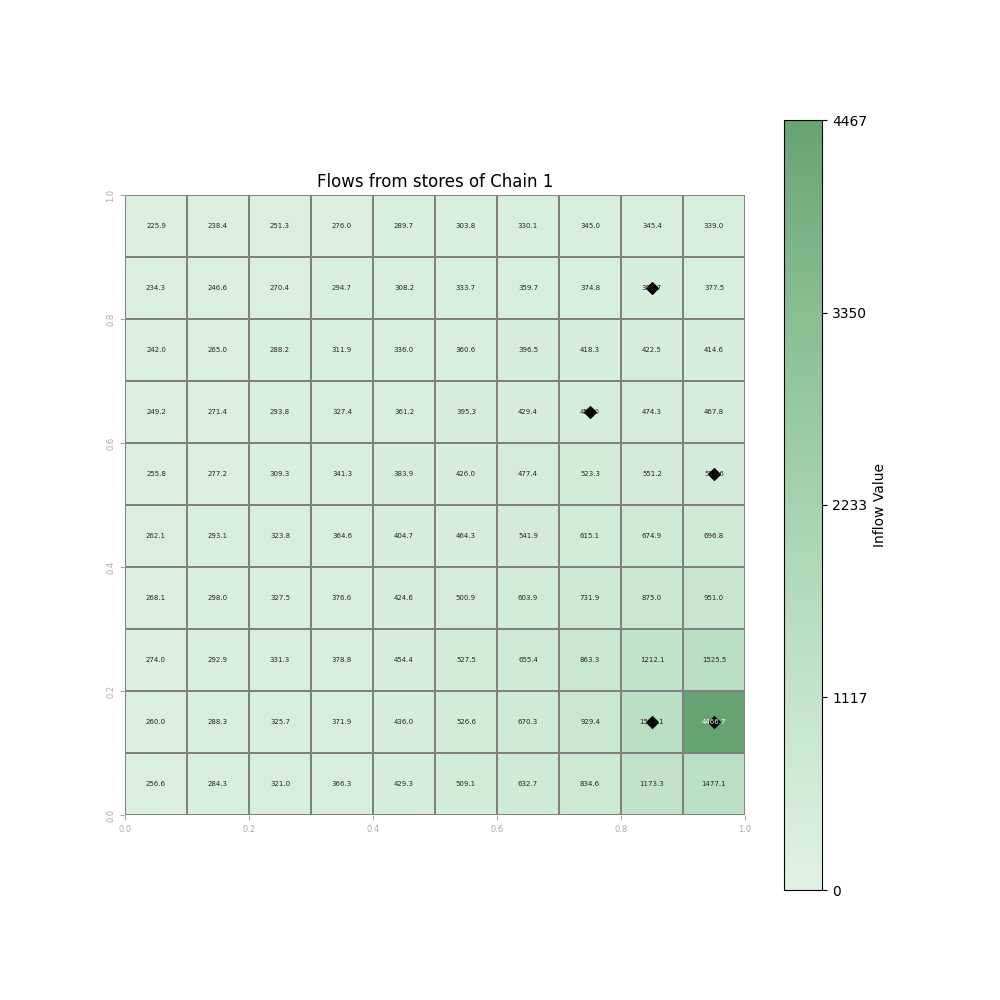 Flows from stores of Chain 1
225.9 238.4 251.3 276.0 289.7 303.8 330.1 345.0 345.4 339.0
234.3 246.6 270.4 294.7 308.2 333.7 359.7 374.8 377.5
242.0 265.0 288.2 311.9 336.0 360.6 396.5 418.3 422.5 414.6
249.2 271.4 293.8 327.4 361.2 395.3 429.4 474.3 467.8
255.8 277.2 309.3 341.3 383.9 426.0 477.4 523.3 551.2
262.1 293.1 323.8 364.6 404.7 464.3 541.9 615.1 674.9 696.8
268.1 298.0 327.5 376.6 424.6 500.9 603.9 731.9 875.0 951.0
274.0 292.9 331.3 378.8 454.4 527.5 655.4 863.3 1212.1 1525.5
260.0 288.3 325.7 371.9 436.0 526.6 670.3 929.4 4466.7
256.6 284.3 321.0 366.3 429.3 509.1 632.7 834.6 1173.3 1477.1
1.0
0.8
0.6
0.4
0.2
0.0
0.0 0.2 0.4 0.6 0.8 1.0
4467
3350
2233
1117
0
Inflow Value